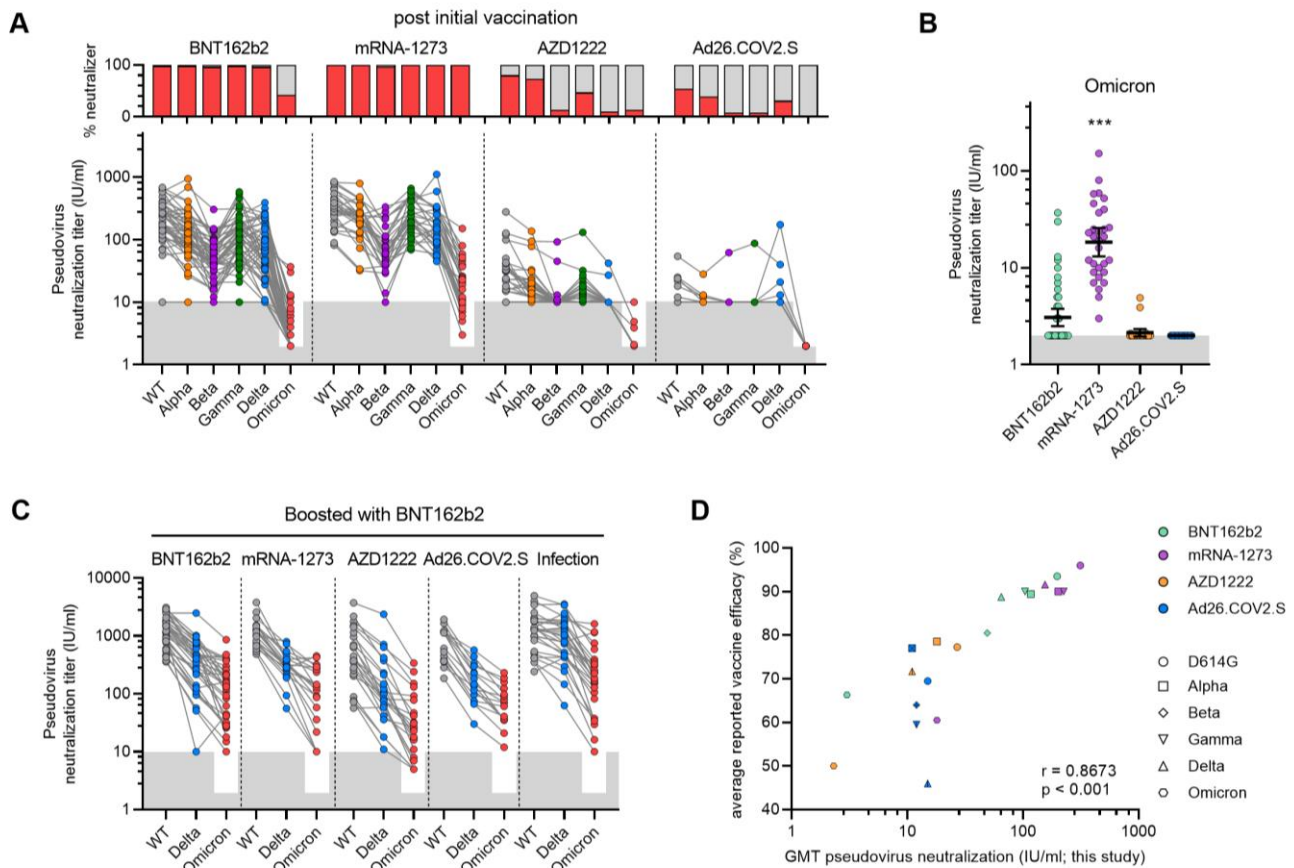 A
post initial vaccination
BNT162b2 mRNA-1273 AZD1222 Ad26.COV2.S
% neutralizer
100
0
Pseudovirus
neutralization titer (IU/ml)
1000
100
10
1
WT Alpha Beta Gamma Delta Omicron WT Alpha Beta Gamma Delta Omicron WT Alpha Beta Gamma Delta Omicron WT Alpha Beta Gamma Delta Omicron
B
Omicron
***
Pseudovirus
neutralization titer (IU/ml)
100
10
1
BNT162b2 mRNA-1273 AZD1222 Ad26.COV2.S
C
Boosted with BNT162b2
BNT162b2 mRNA-1273 AZD1222 Ad26.COV2.S Infection
Pseudovirus
neutralization titer (IU/ml)
10000
1000
100
10
1
WT Delta Omicron WT Delta Omicron WT Delta Omicron WT Delta Omicron WT Delta Omicron
D
average reported vaccine efficacy (%)
100
90
80
70
60
50
40
r = 0.8673
p < 0.001
1 10 100 1000
GMT pseudovirus neutralization (IU/ml; this study)
BNT162b2
mRNA-1273
AZD1222
Ad26.COV2.S
D614G
Alpha
Beta
Gamma
Delta
Omicron